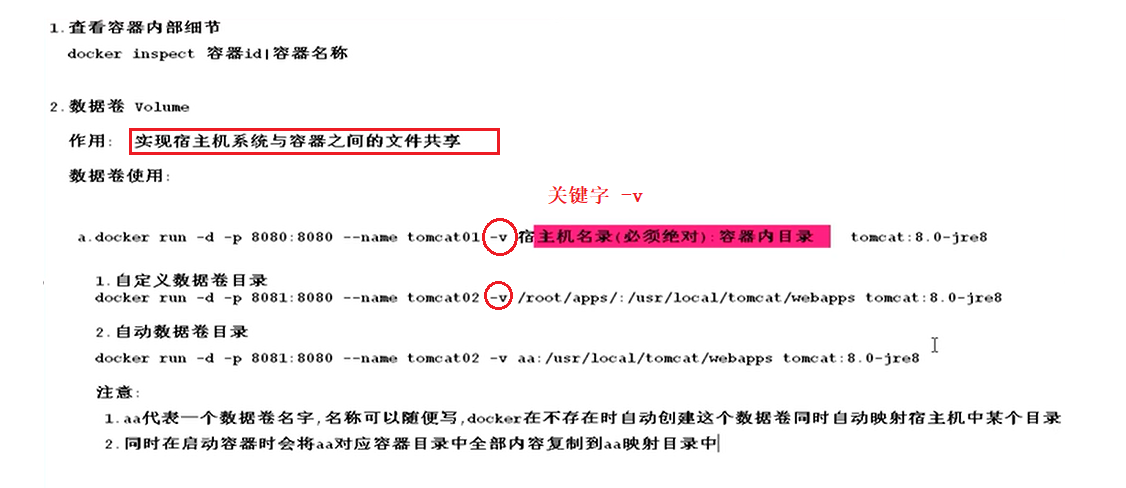 1.查看容器内部细节
docker inspect 容器id|容器名称
2.数据卷 Volume
作用: 实现宿主机系统与容器之间的文件共享
数据卷使用:
关键字 -v
a.docker run -d -p 8080:8080 --name tomcat01 -v 宿主机名录(必须绝对):容器内目录 tomcat:8.0-jre8
1.自定义数据卷目录
docker run -d -p 8081:8080 --name tomcat02 -v /root/apps/:/usr/local/tomcat/webapps tomcat:8.0-jre8
2.自动数据卷目录
docker run -d -p 8081:8080 --name tomcat02 -v aa:/usr/local/tomcat/webapps tomcat:8.0-jre8
注意:
1.aa代表一个数据卷名字,名称可以随便写,docker在不存在时自动创建这个数据卷同时自动映射宿主机中某个目录
2.同时在启动容器时会将aa对应容器目录中全部内容复制到aa映射目录中